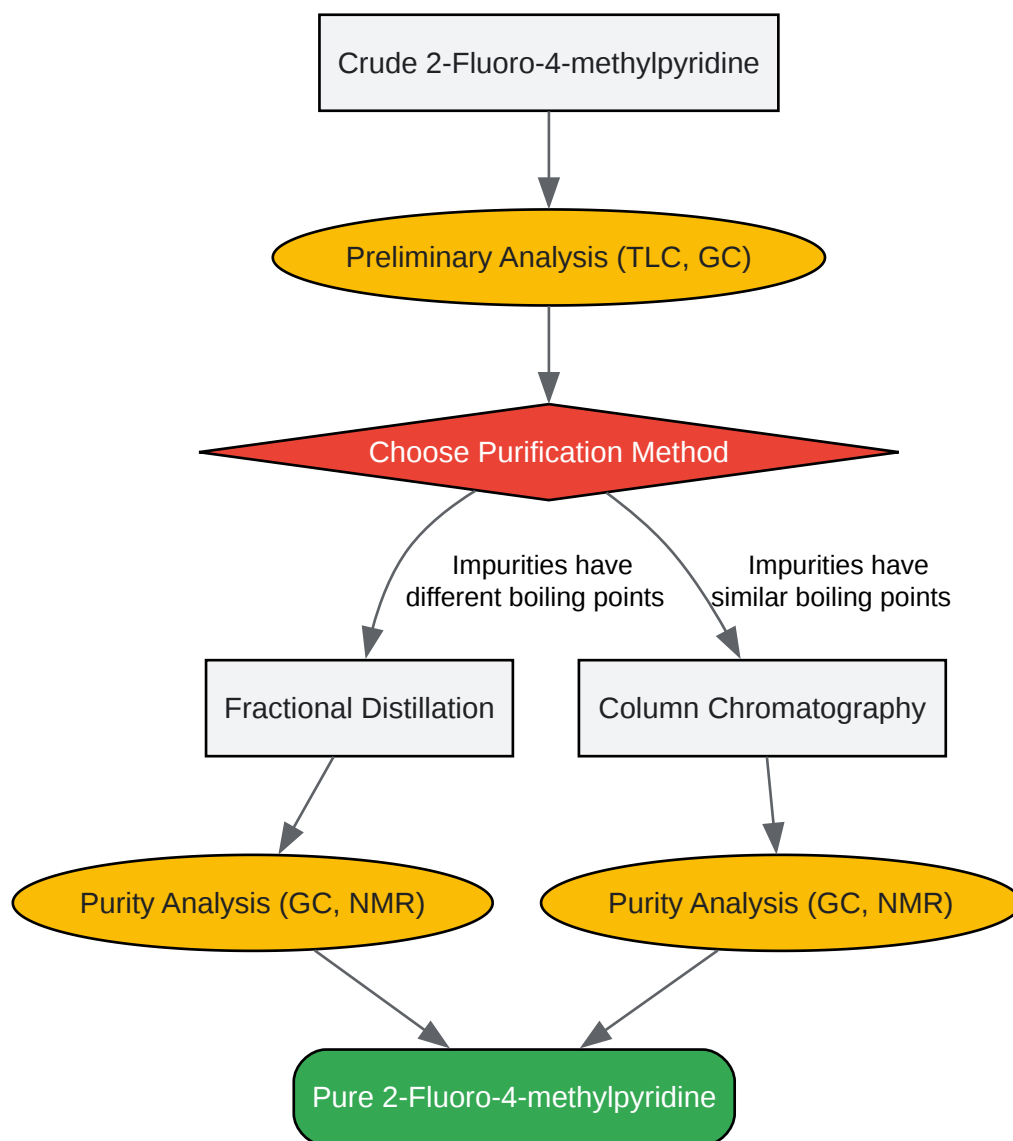 Crude 2-Fluoro-4-methylpyridine
Preliminary Analysis (TLC, GC)
Choose Purification Method
Impurities have
different boiling points
Impurities have
similar boiling points
Fractional Distillation
Column Chromatography
Purity Analysis (GC, NMR)
Purity Analysis (GC, NMR)
Pure 2-Fluoro-4-methylpyridine